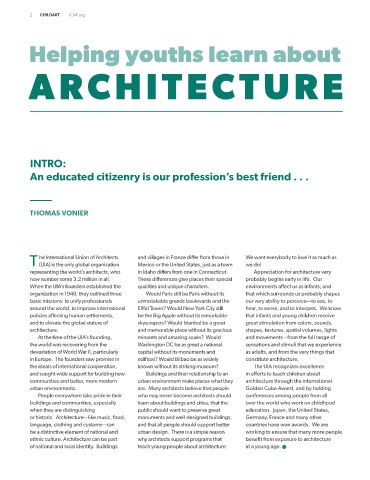 2 CHILDART ICAF.org
Helping youths learn about
ARCHITECTURE
INTRO:
An educated citizenry is our profession's best friend . . .
THOMAS VONIER
The International Union of Architects
(UIA) is the only global organization
representing the world's architects, who
now number some 3.2 million in all.
When the UIA's founders established the
organization in 1948, they outlined three
basic missions: to unify professionals
around the world, to improve international
policies affecting human settlements,
and to elevate the global stature of
architecture.
At the time of the UIA's founding,
the world was recovering from the
devastation of World War II, particularly
in Europe. The founders saw promise in
the ideals of international cooperation,
and sought wide support for building new
communities and better, more modern
urban environments.
People everywhere take pride in their
buildings and communities, especially
when they are distinguishing
or historic. Architecture—like music, food,
language, clothing and customs—can
be a distinctive element of national and
ethnic culture. Architecture can be part
of national and local identity. Buildings
and villages in France differ from those in
Mexico or the United States, just as a town
in Idaho differs from one in Connecticut.
These differences give places their special
qualities and unique characters.
Would Paris still be Paris without its
unmistakable grands boulevards and the
Eiffel Tower? Would New York City still
be the Big Apple without its remarkable
skyscrapers? Would Istanbul be a great
and memorable place without its gracious
minarets and amazing souks? Would
Washington DC be as great a national
capital without its monuments and
edifices? Would Bilbao be as widely
known without its striking museum?
Buildings and their relationship to an
urban environment make places what they
are. Many architects believe that people
who may never become architects should
learn about buildings and cities; that the
public should want to preserve great
monuments and well-designed buildings;
and that all people should support better
urban design. There is a simple reason
why architects support programs that
teach young people about architecture:
We want everybody to love it as much as
we do!
Appreciation for architecture very
probably begins early in life. Our
environments affect us as infants, and
that which surrounds us probably shapes
our very ability to perceive—to see, to
hear, to sense, and to interpret. We know
that infants and young children receive
great stimulation from colors, sounds,
shapes, textures, spatial volumes, lights
and movements—from the full range of
sensations and stimuli that we experience
as adults, and from the very things that
constitute architecture.
The UIA recognizes excellence
in efforts to teach children about
architecture through the international
Golden Cube Award, and by holding
conferences among people from all
over the world who work on childhood
education. Japan, the United States,
Germany, France and many other
countries have won awards. We are
working to ensure that many more people
benefit from exposure to architecture
at a young age.